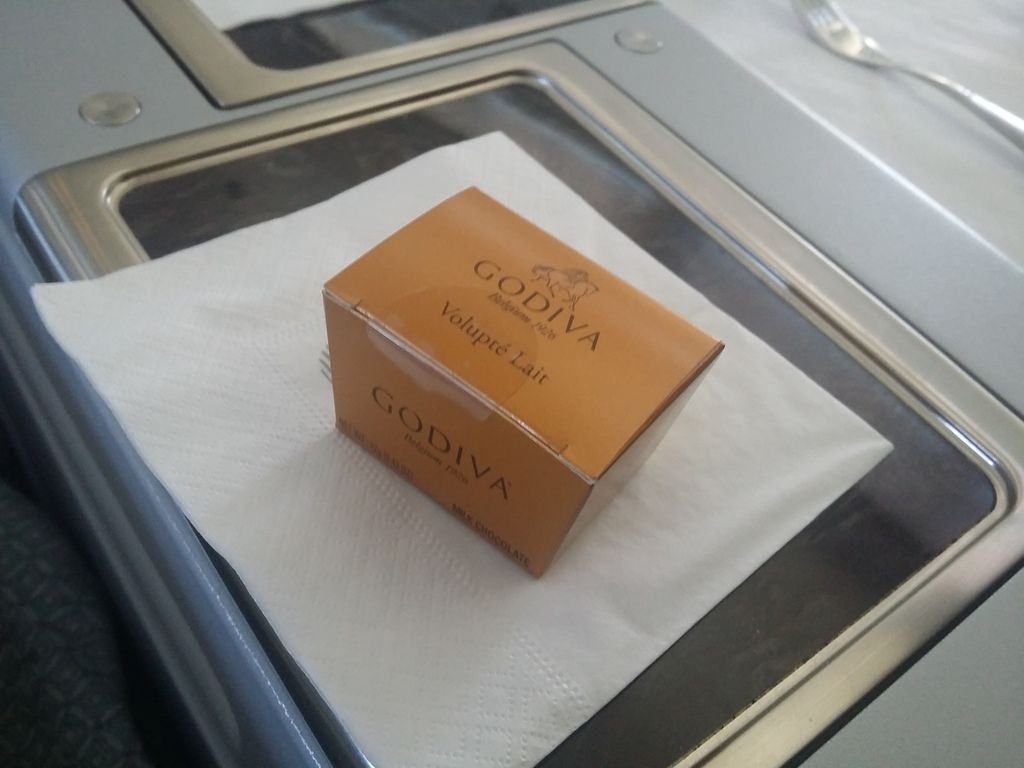 GODIVA
Belgium 1926
Volupté Lait
GODIVA
Belgium 1926
MILK CHOCOLATE